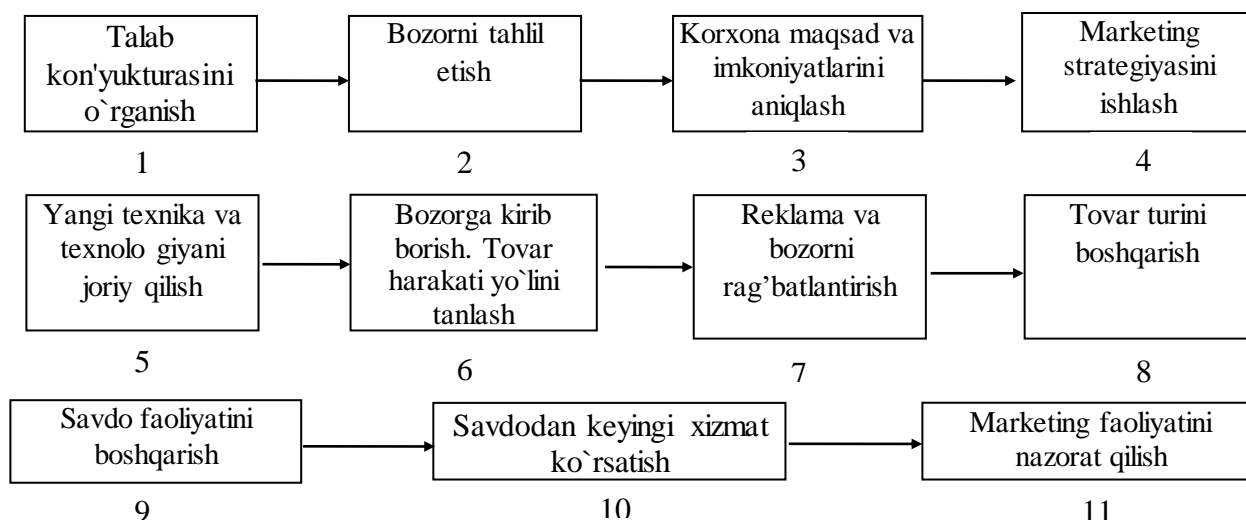 Talab
kon'yukturasini
o`rganish
1
Bozorni tahlil
etish
2
Korxona maqsad va
imkoniyatlarini
aniqlash
3
Marketing
strategiyasini
ishlash
4
Yangi texnika va
texnolo giyani
joriy qilish
5
Bozorga kirib
borish. Tovar
harakati yo`lini
tanlash
6
Reklama va
bozorni
rag’batlantirish
7
Tovar turini
boshqarish
8
Savdo faoliyatini
boshqarish
9
Savdodan keyingi xizmat
ko`rsatish
10
Marketing faoliyatini
nazorat qilish
11